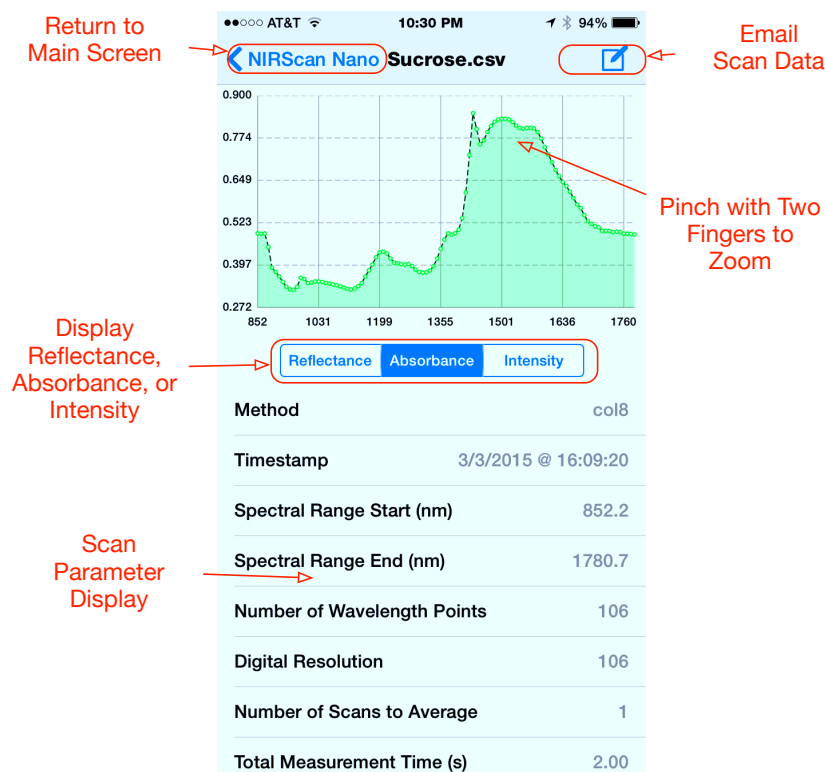 Return to
Main Screen
AT&T
10:30 PM
94%
NIRScan Nano
Sucrose.csv
Email
Scan Data
0.900
0.774
0.649
0.523
0.397
0.272
852 1031 1199 1355 1501 1636 1760
Pinch with Two
Fingers to
Zoom
Display
Reflectance,
Absorbance, or
Intensity
Reflectance Absorbance Intensity
Method col8
Timestamp 3/3/2015 @ 16:09:20
Spectral Range Start (nm) 852.2
Scan
Parameter
Display
Spectral Range End (nm) 1780.7
Number of Wavelength Points 106
Digital Resolution 106
Number of Scans to Average 1
Total Measurement Time (s) 2.00